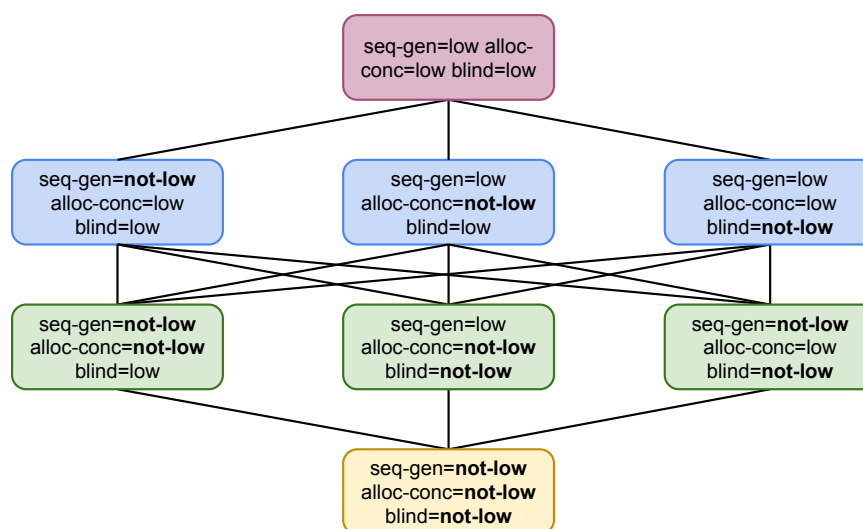 seq-gen=low alloc-
conc=low blind=low
seq-gen=not-low
alloc-conc=low
blind=low
seq-gen=low
alloc-conc=not-low
blind=low
seq-gen=low
alloc-conc=low
blind=not-low
seq-gen=not-low
alloc-conc=not-low
blind=low
seq-gen=low
alloc-conc=not-low
blind=not-low
seq-gen=not-low
alloc-conc=low
blind=not-low
seq-gen=not-low
alloc-conc=not-low
blind=not-low